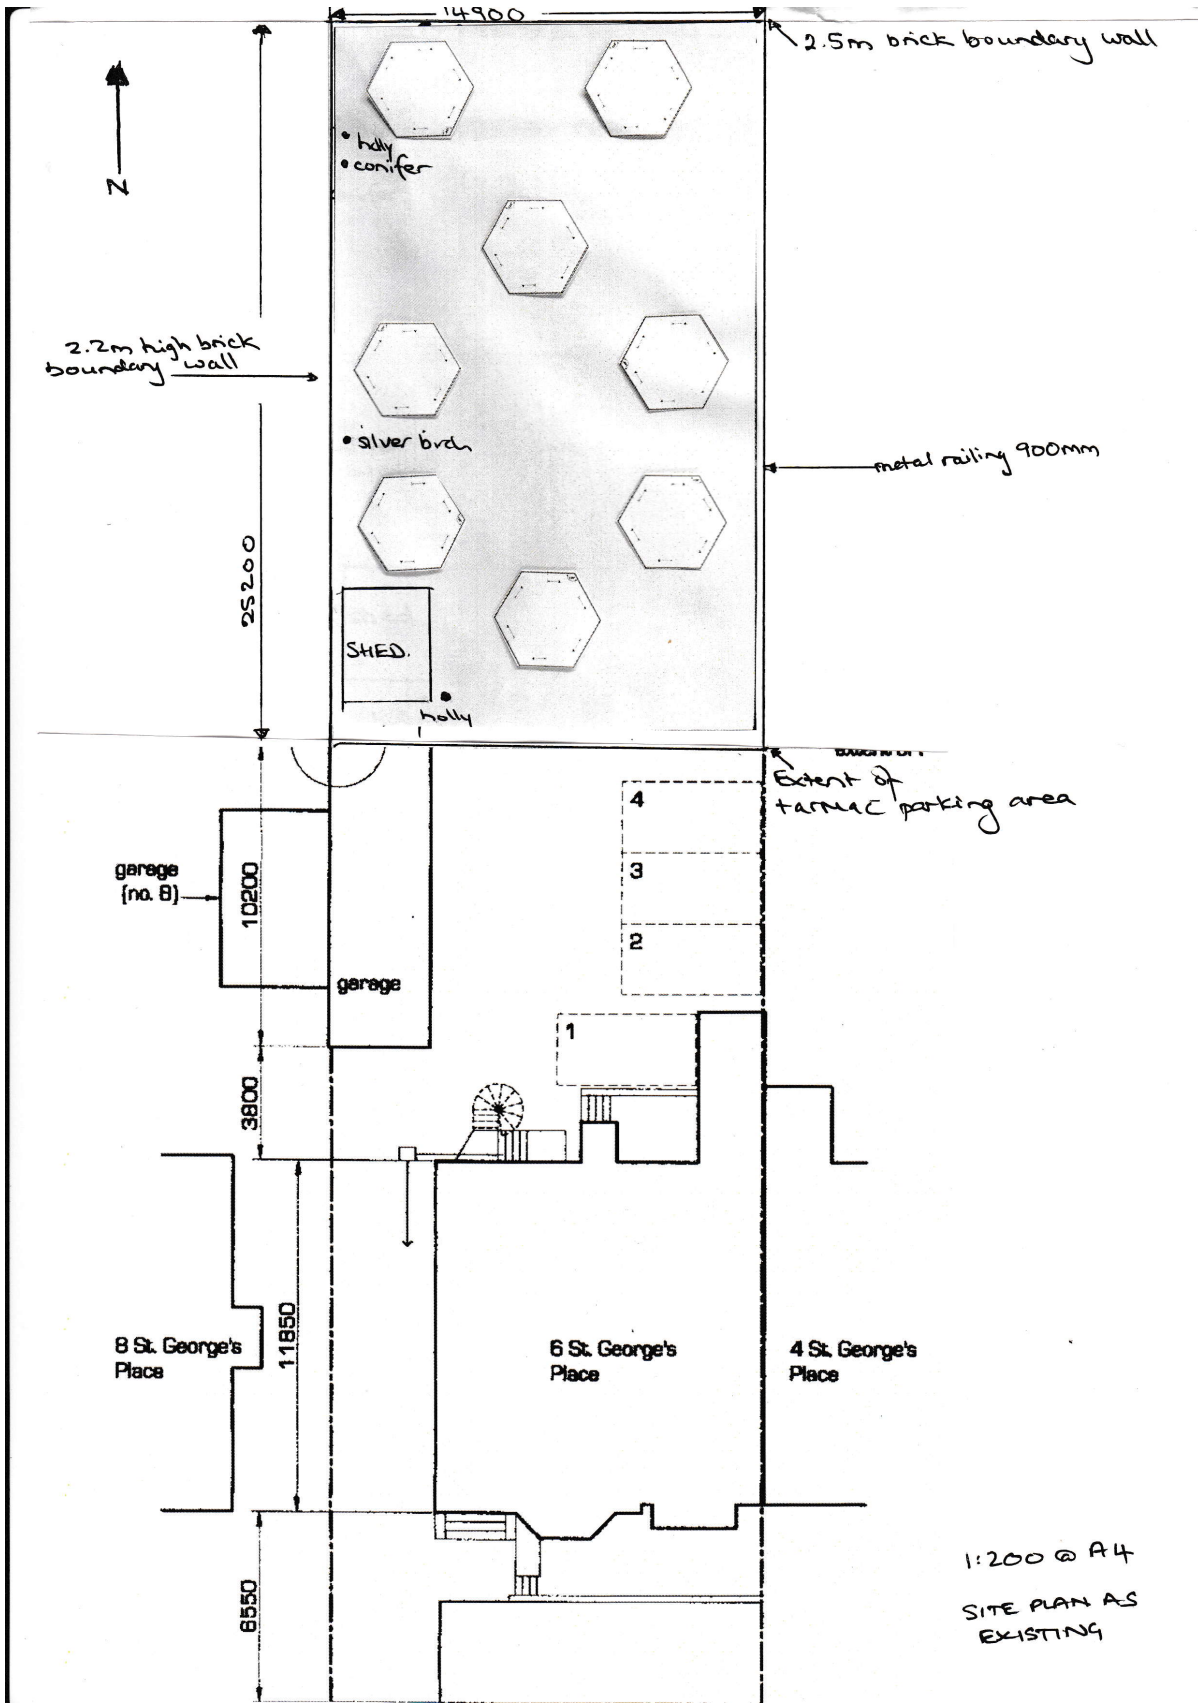 14900
2.5m brick boundary wall
N
holly
conifer
2.2m high brick
boundary wall
silver birch
metal railing 900mm
25200
SHED.
holly
Extent of
tarmac parking area
4
3
2
1
garage
(no. 8)
10200
garage
3800
11850
8 St. George's
Place
6 St. George's
Place
4 St. George's
Place
6550
1:200 @ A4
SITE PLAN AS
EXISTING